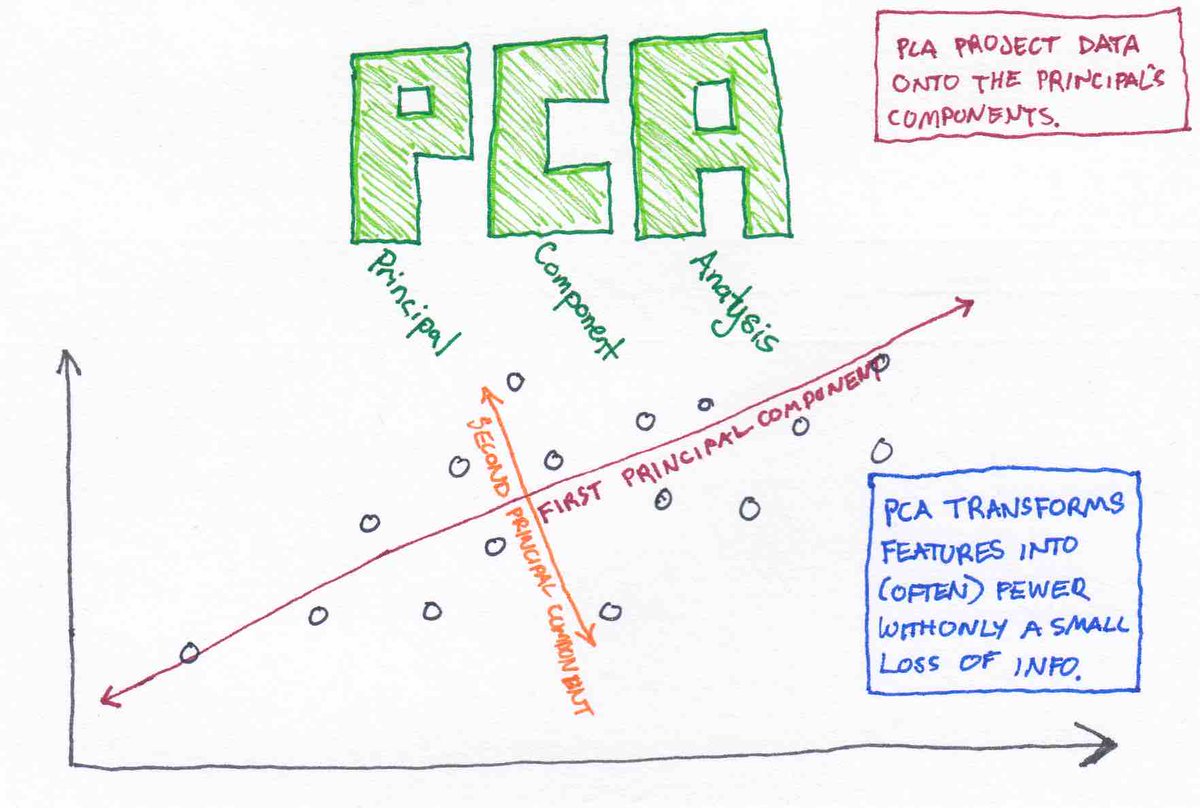 PCA
Principal
Component
Analysis
PCA PROJECT DATA
ONTO THE PRINCIPAL'S
COMPONENTS.
FIRST PRINCIPAL COMPONENT
SECOND PRINCIPAL COMPONENT
PCA TRANSFORMS
FEATURES INTO
(OFTEN) FEWER
WITHONLY A SMALL
LOSS OF INFO.